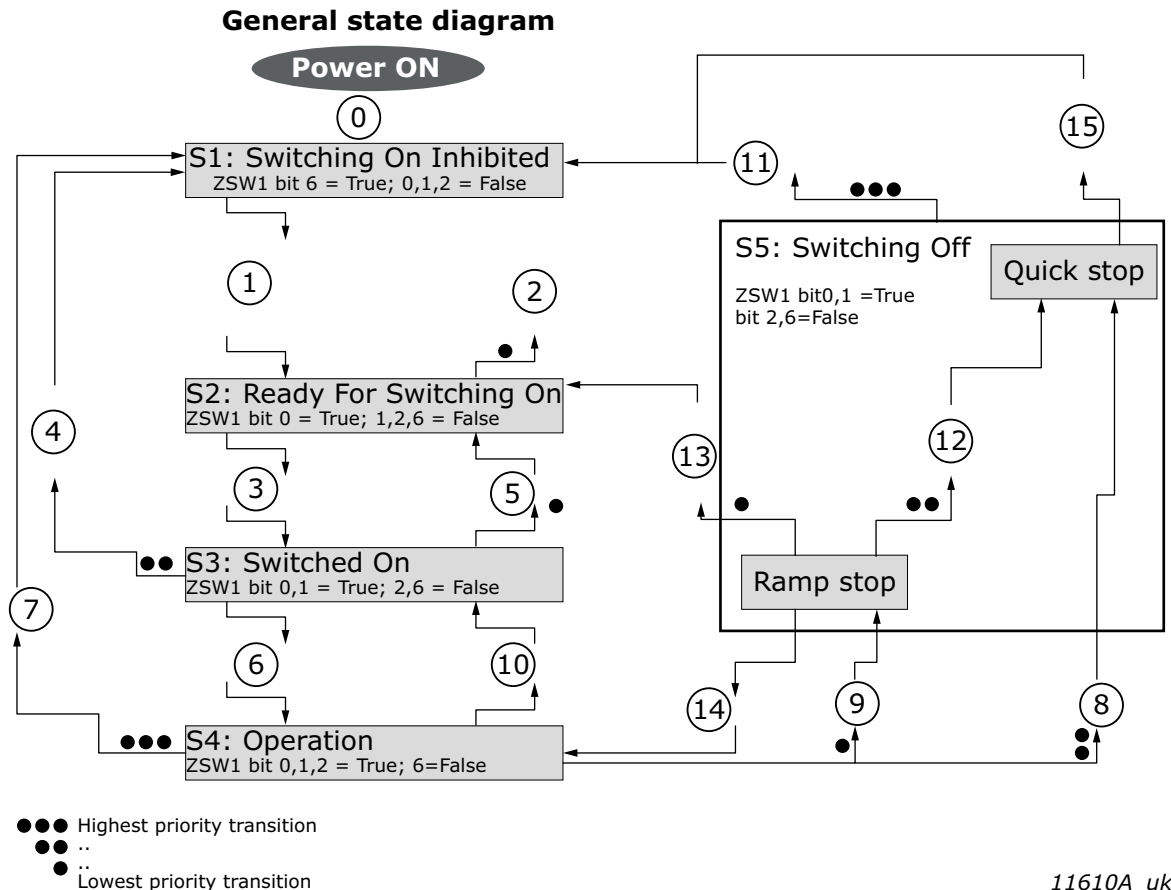 General state diagram
Power ON
0
S1: Switching On Inhibited
ZSW1 bit 6 = True; 0,1,2 = False
11
15
1
2
S5: Switching Off
ZSW1 bit0,1 =True
bit 2,6=False
Quick stop
S2: Ready For Switching On
ZSW1 bit 0 = True; 1,2,6 = False
4
3
5
13
12
S3: Switched On
ZSW1 bit 0,1 = True; 2,6 = False
Ramp stop
7
6
10
14
9
8
S4: Operation
ZSW1 bit 0,1,2 = True; 6=False
Highest priority transition
..
..
Lowest priority transition
11610A_uk